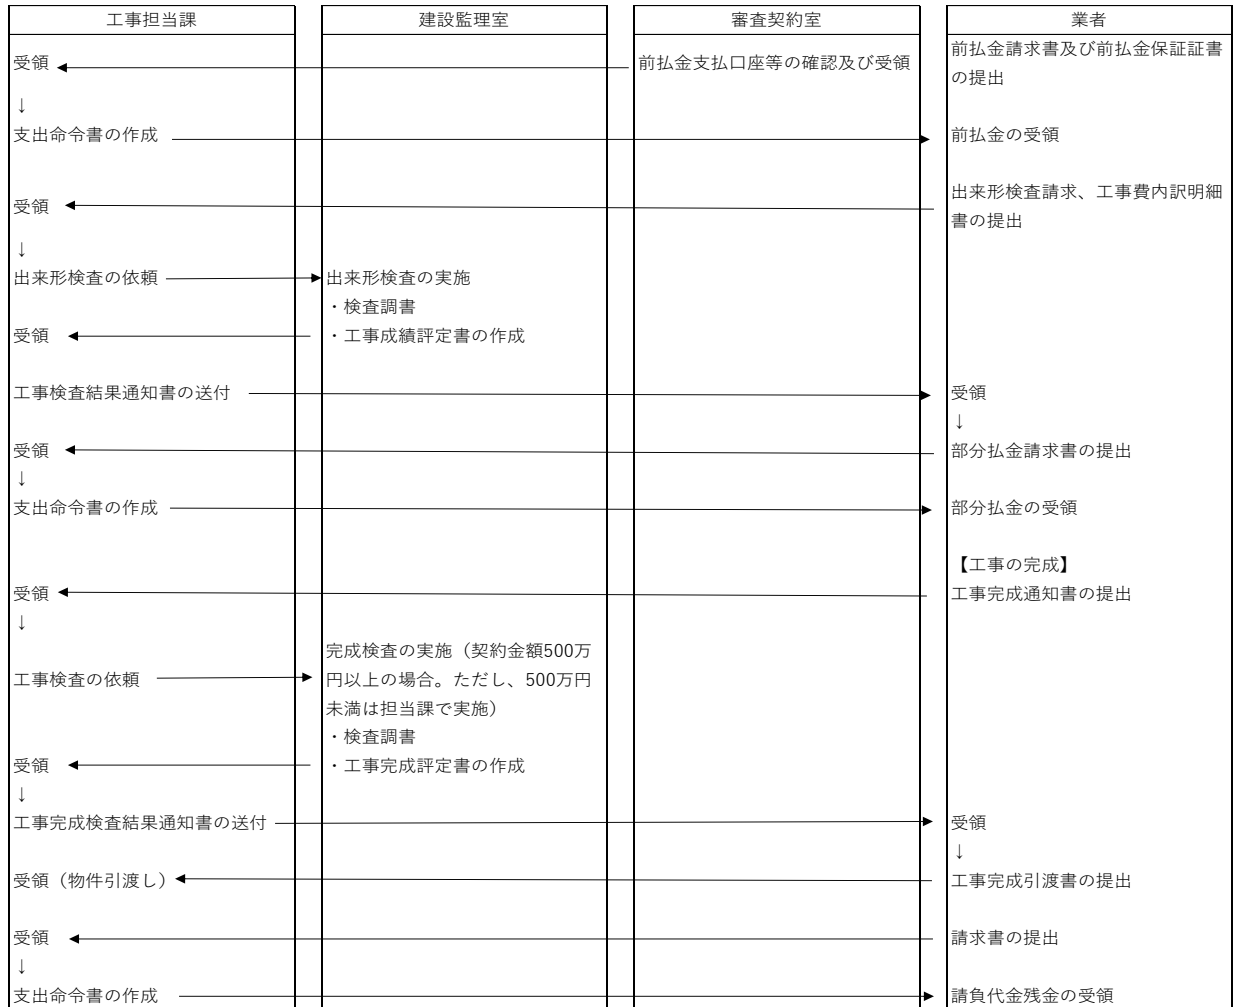 工事担当課 建設監理室 審査契約室 業者
前払金請求書及び前払金保証証書
受領 前払金支払口座等の確認及び受領
の提出
↓
支出命令書の作成 前払金の受領
出来形検査請求、工事費内訳明細
受領
書の提出
↓
出来形検査の依頼 出来形検査の実施
・検査調書
受領 ・工事成績評定書の作成
工事検査結果通知書の送付 受領
↓
受領 部分払金請求書の提出
↓
支出命令書の作成 部分払金の受領
【工事の完成】
受領 工事完成通知書の提出
↓
完成検査の実施（契約金額500万
工事検査の依頼 円以上の場合。ただし、500万円
未満は担当課で実施）
・検査調書
受領 ・工事完成評定書の作成
↓
工事完成検査結果通知書の送付 受領
↓
受領（物件引渡し） 工事完成引渡書の提出
受領 請求書の提出
↓
支出命令書の作成 請負代金残金の受領